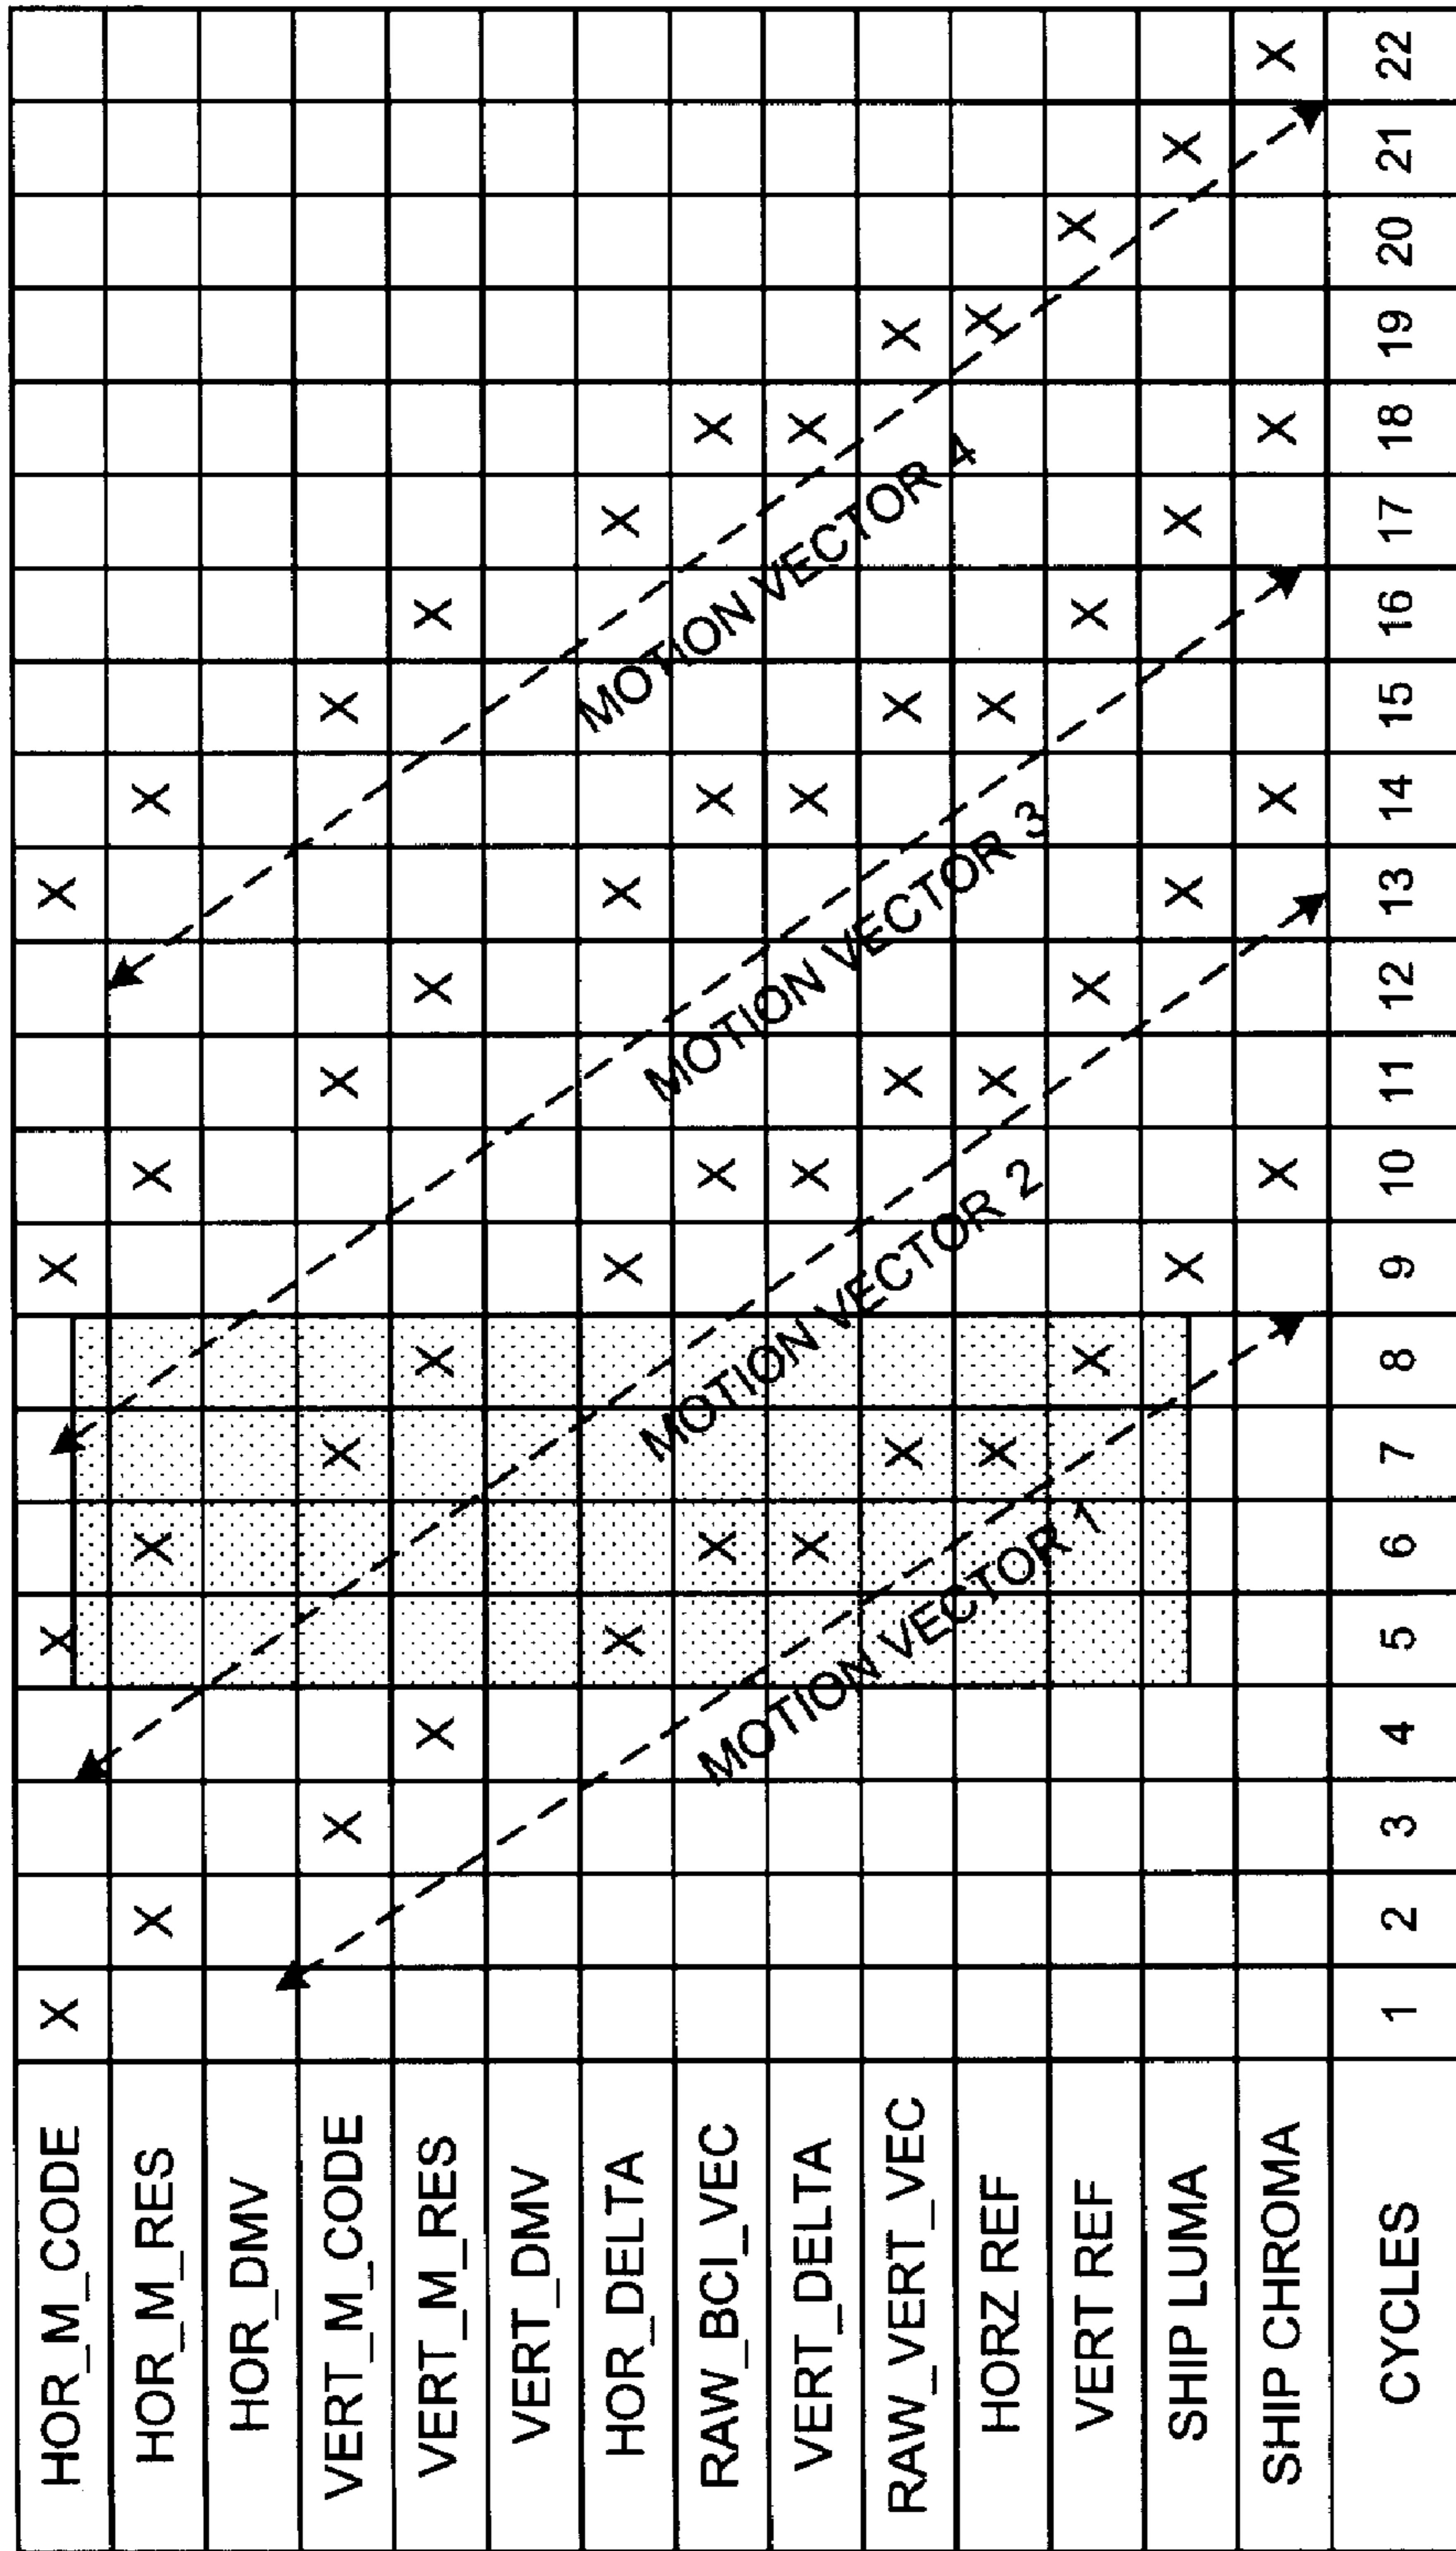 HOR_M_CODE X X X X
HOR_M_RES X X X X
HOR_DMV
VERT_M_CODE X X X X
VERT_M_RES X X X X
VERT_DMV
HOR_DELTA X X X X
RAW_BCI_VEC X X X X
VERT_DELTA X X X X
RAW_VERT_VEC X X X X
HORZ REF X X X X
VERT REF X X X X
SHIP LUMA X X X X
SHIP CHROMA X X X X
CYCLES 1 2 3 4 5 6 7 8 9 10 11 12 13 14 15 16 17 18 19 20 21 22
MOTION VECTOR 1
MOTION VECTOR 2
MOTION VECTOR 3
MOTION VECTOR 4